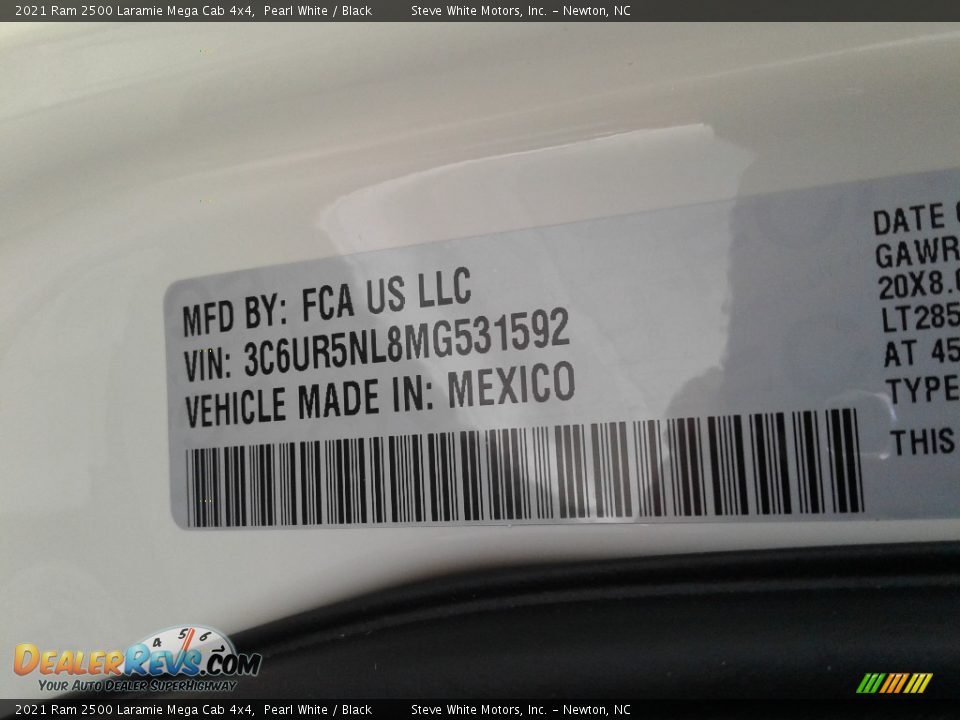 2021 Ram 2500 Laramie Mega Cab 4x4,  Pearl White / Black        Steve White Motors, Inc. – Newton, NC
MFD BY: FCA US LLC
VIN: 3C6UR5NL8MG531592
VEHICLE MADE IN: MEXICO
DATE
GAWR
20X8.
LT285
AT 45
TYPE
THIS
4 5 6
DEALERREVS.COM
YOUR AUTO DEALER SUPERHIGHWAY
2021 Ram 2500 Laramie Mega Cab 4x4,  Pearl White / Black        Steve White Motors, Inc. – Newton, NC